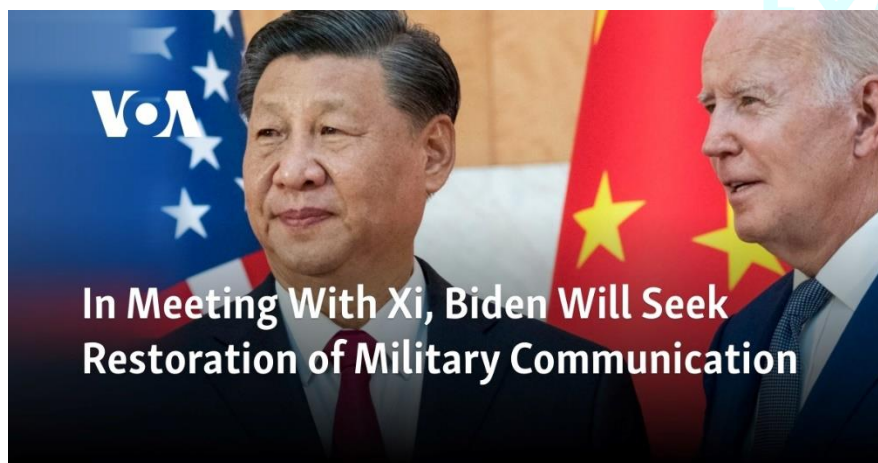 VOA
In Meeting With Xi, Biden Will Seek
Restoration of Military Communication